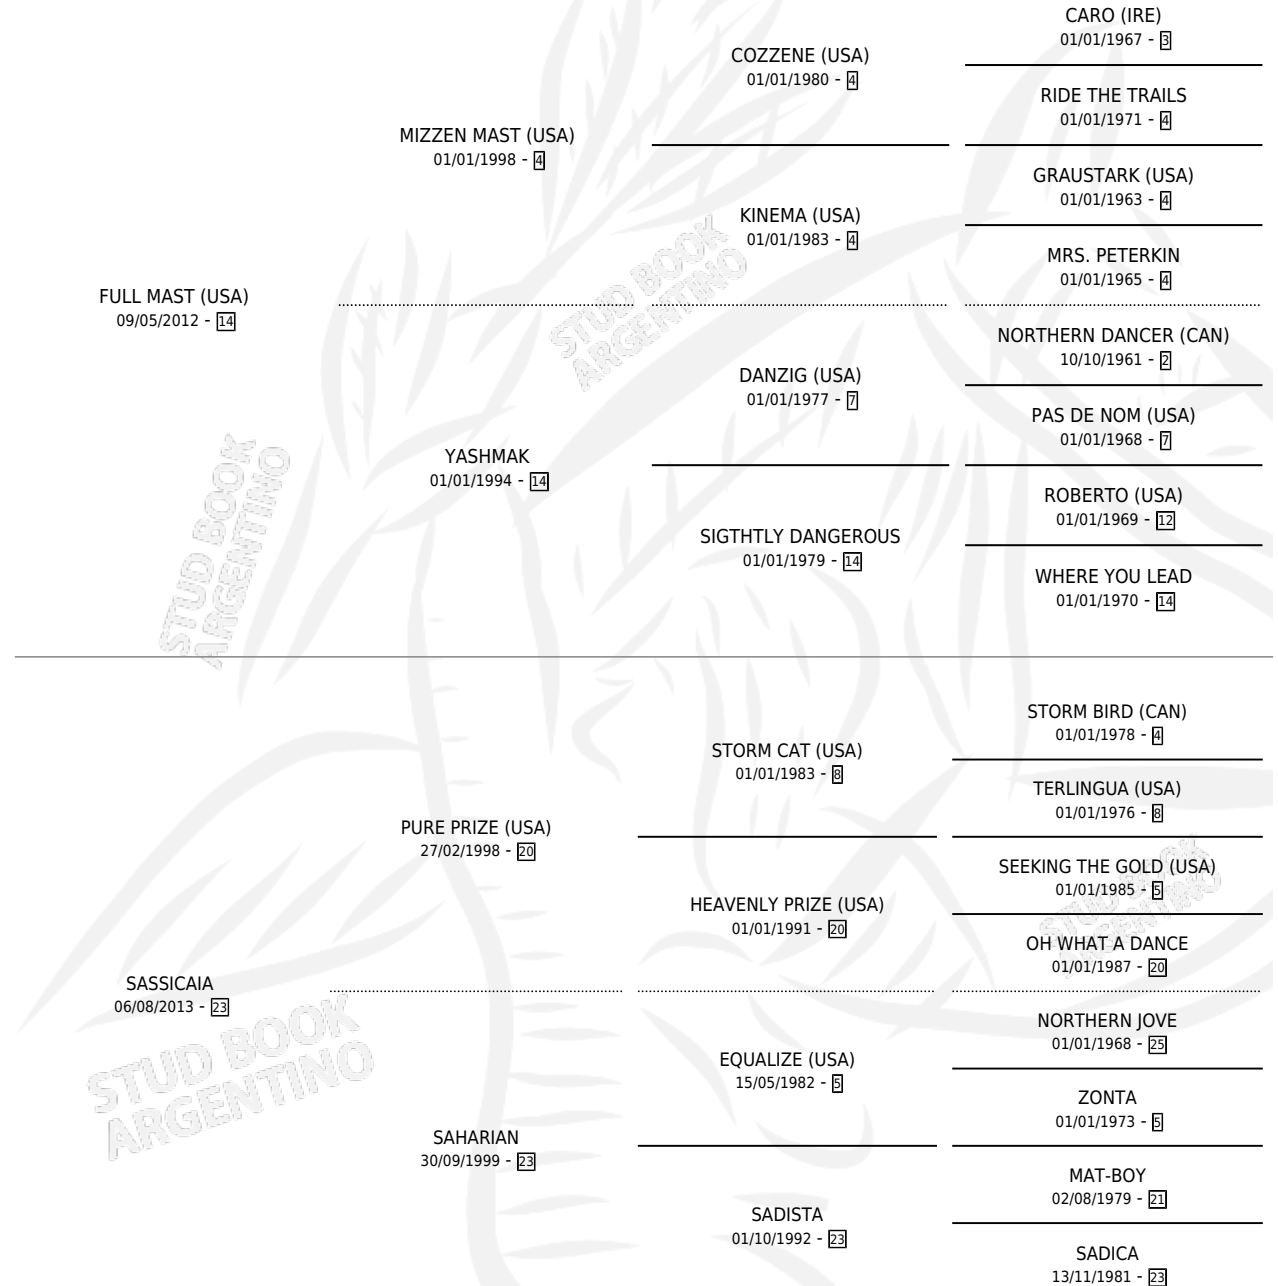 CARO (IRE)
01/01/1967 - 3
COZZENE (USA)
01/01/1980 - 4
RIDE THE TRAILS
01/01/1971 - 4
MIZZEN MAST (USA)
01/01/1998 - 4
GRAUSTARK (USA)
01/01/1963 - 4
KINEMA (USA)
01/01/1983 - 4
MRS. PETERKIN
01/01/1965 - 4
FULL MAST (USA)
09/05/2012 - 14
NORTHERN DANCER (CAN)
10/10/1961 - 2
DANZIG (USA)
01/01/1977 - 7
PAS DE NOM (USA)
01/01/1968 - 7
YASHMAK
01/01/1994 - 14
ROBERTO (USA)
01/01/1969 - 12
SIGTHTLY DANGEROUS
01/01/1979 - 14
WHERE YOU LEAD
01/01/1970 - 14
STORM BIRD (CAN)
01/01/1978 - 4
STORM CAT (USA)
01/01/1983 - 8
TERLINGUA (USA)
01/01/1976 - 8
PURE PRIZE (USA)
27/02/1998 - 20
SEEKING THE GOLD (USA)
01/01/1985 - 5
HEAVENLY PRIZE (USA)
01/01/1991 - 20
OH WHAT A DANCE
01/01/1987 - 20
SASSICAIA
06/08/2013 - 23
NORTHERN JOVE
01/01/1968 - 25
EQUALIZE (USA)
15/05/1982 - 5
ZONTA
01/01/1973 - 5
SAHARIAN
30/09/1999 - 23
MAT-BOY
02/08/1979 - 21
SADISTA
01/10/1992 - 23
SADICA
13/11/1981 - 23
STUD BOOK
ARGENTINO
STUD BOOK
ARGENTINO
STUD BOOK
ARGENTINO
STUD BOOK
ARGENTINO